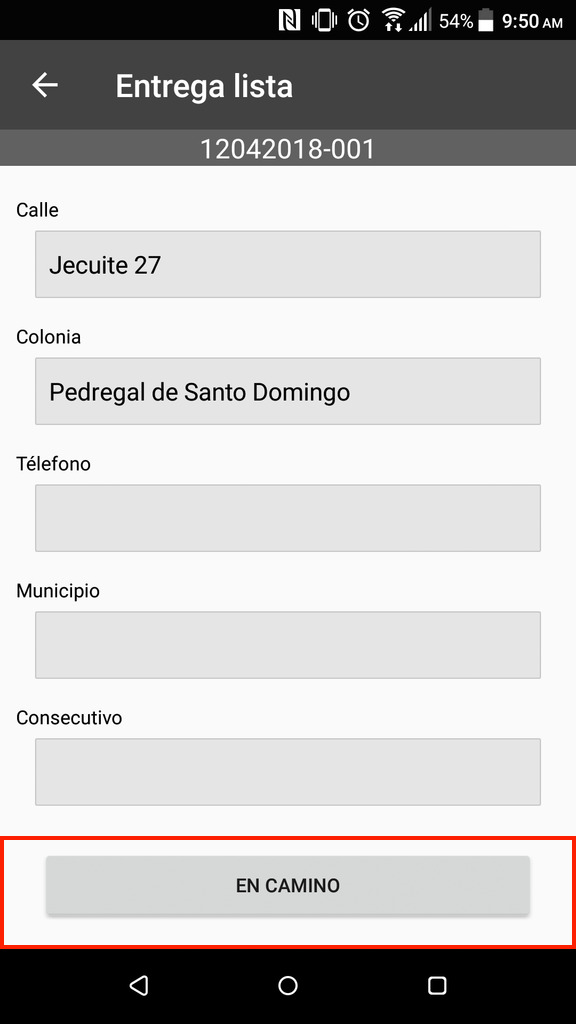 54% 9:50 AM
Entrega lista
12042018-001
Calle
Jecuite 27
Colonia
Pedregal de Santo Domingo
Télefono
Municipio
Consecutivo
EN CAMINO